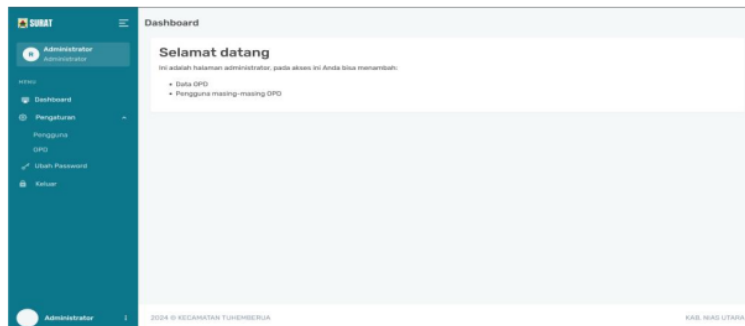 SURAT
Administrator
Administrator
MENU
Dashboard
Pengaturan
Pengguna
OPD
Ubah Password
Keluar
Administrator
Dashboard
Selamat datang
Ini adalah halaman administrator, pada akses ini Anda bisa menambah:
Data OPD
Pengguna masing-masing OPD
2024 © KECAMATAN TUHEMBERUA
KAB. NIAS UTARA